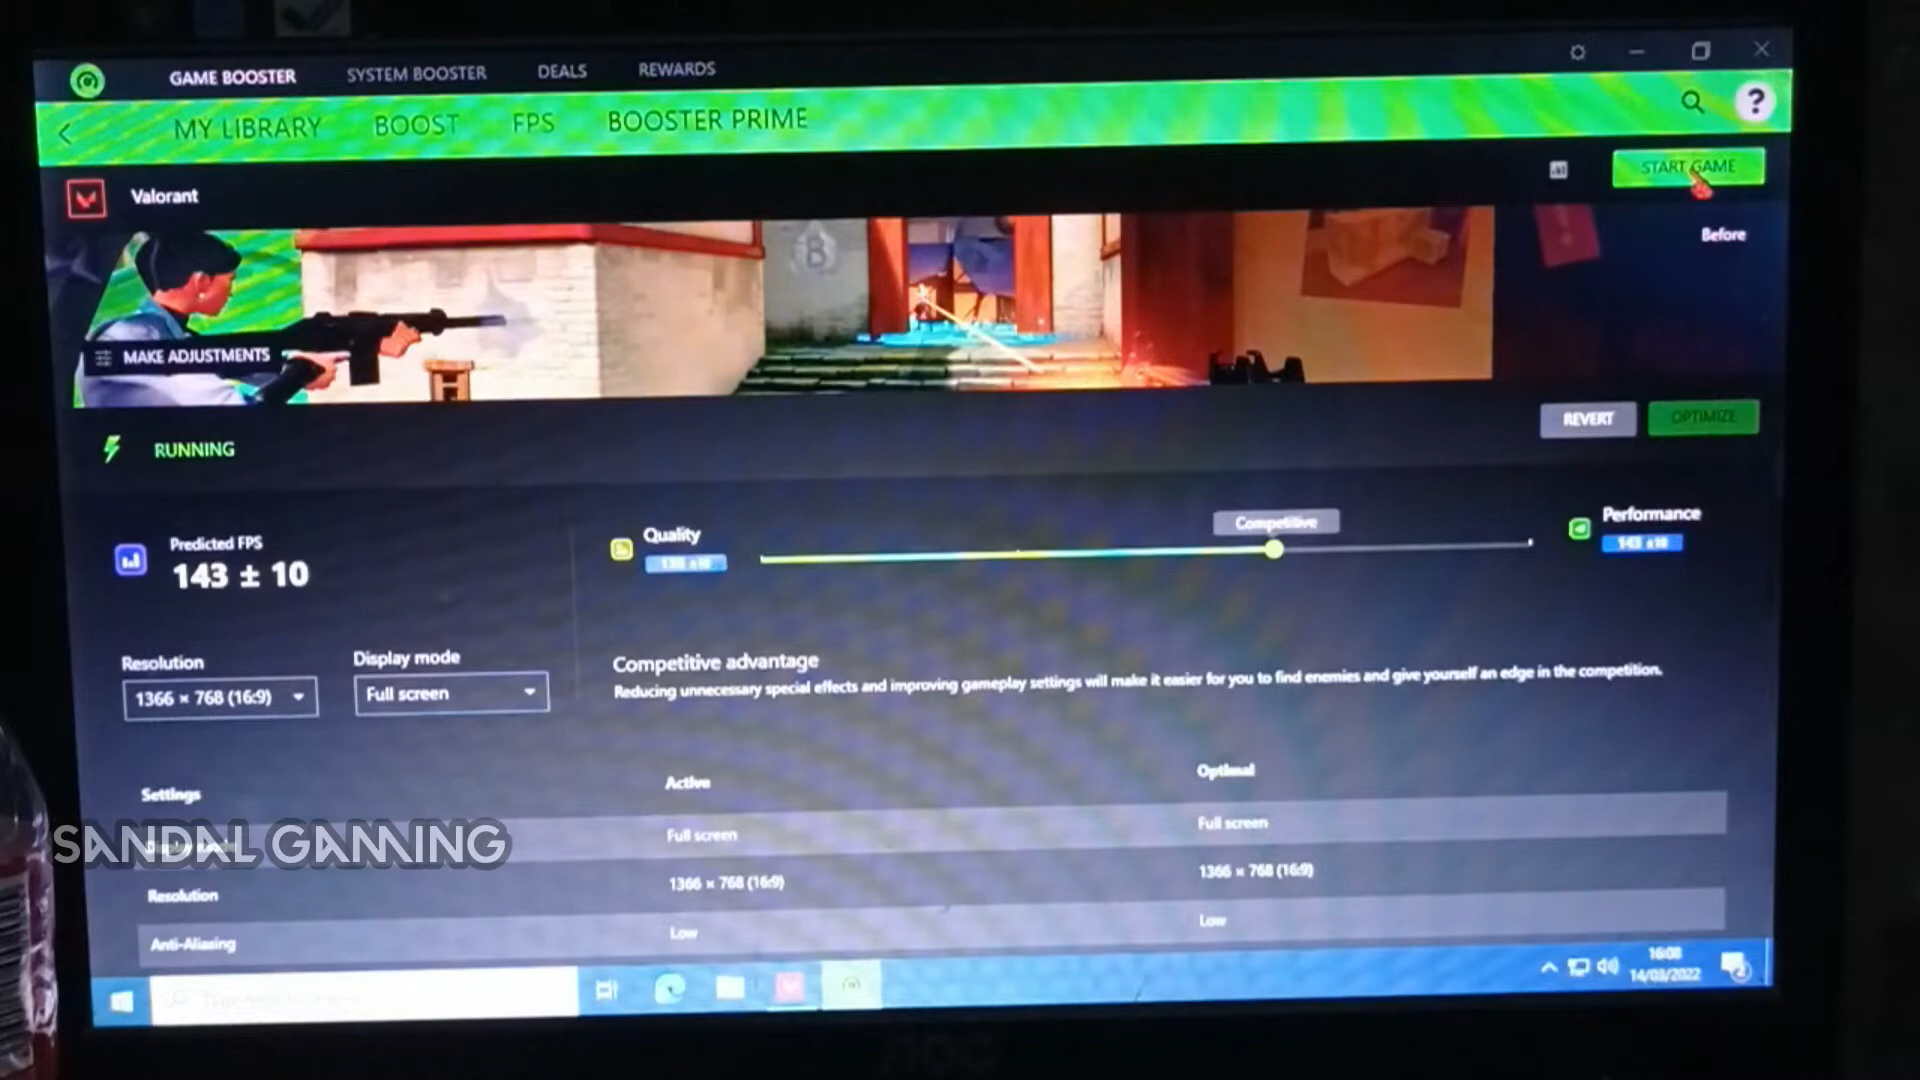 GAME BOOSTER
SYSTEM BOOSTER
DEALS
REWARDS
MY LIBRARY
BOOST
FPS
BOOSTER PRIME
?
Valorant
START GAME
Before
B
MAKE ADJUSTMENTS
REVERT
OPTIMIZE
RUNNING
Predicted FPS
143 ± 10
Quality
Competitive
Performance
143 ±10
Resolution
1366 × 768 (16:9)
Display mode
Full screen
Competitive advantage
Reducing unnecessary special effects and improving gameplay settings will make it easier for you to find enemies and give yourself an edge in the competition.
Settings
Active
Optimal
Full screen
Full screen
SANDAL GAMING
Resolution
1366 × 768 (16:9)
1366 × 768 (16:9)
Anti-Aliasing
Low
Low
16:08
14/03/2022
2
AOC